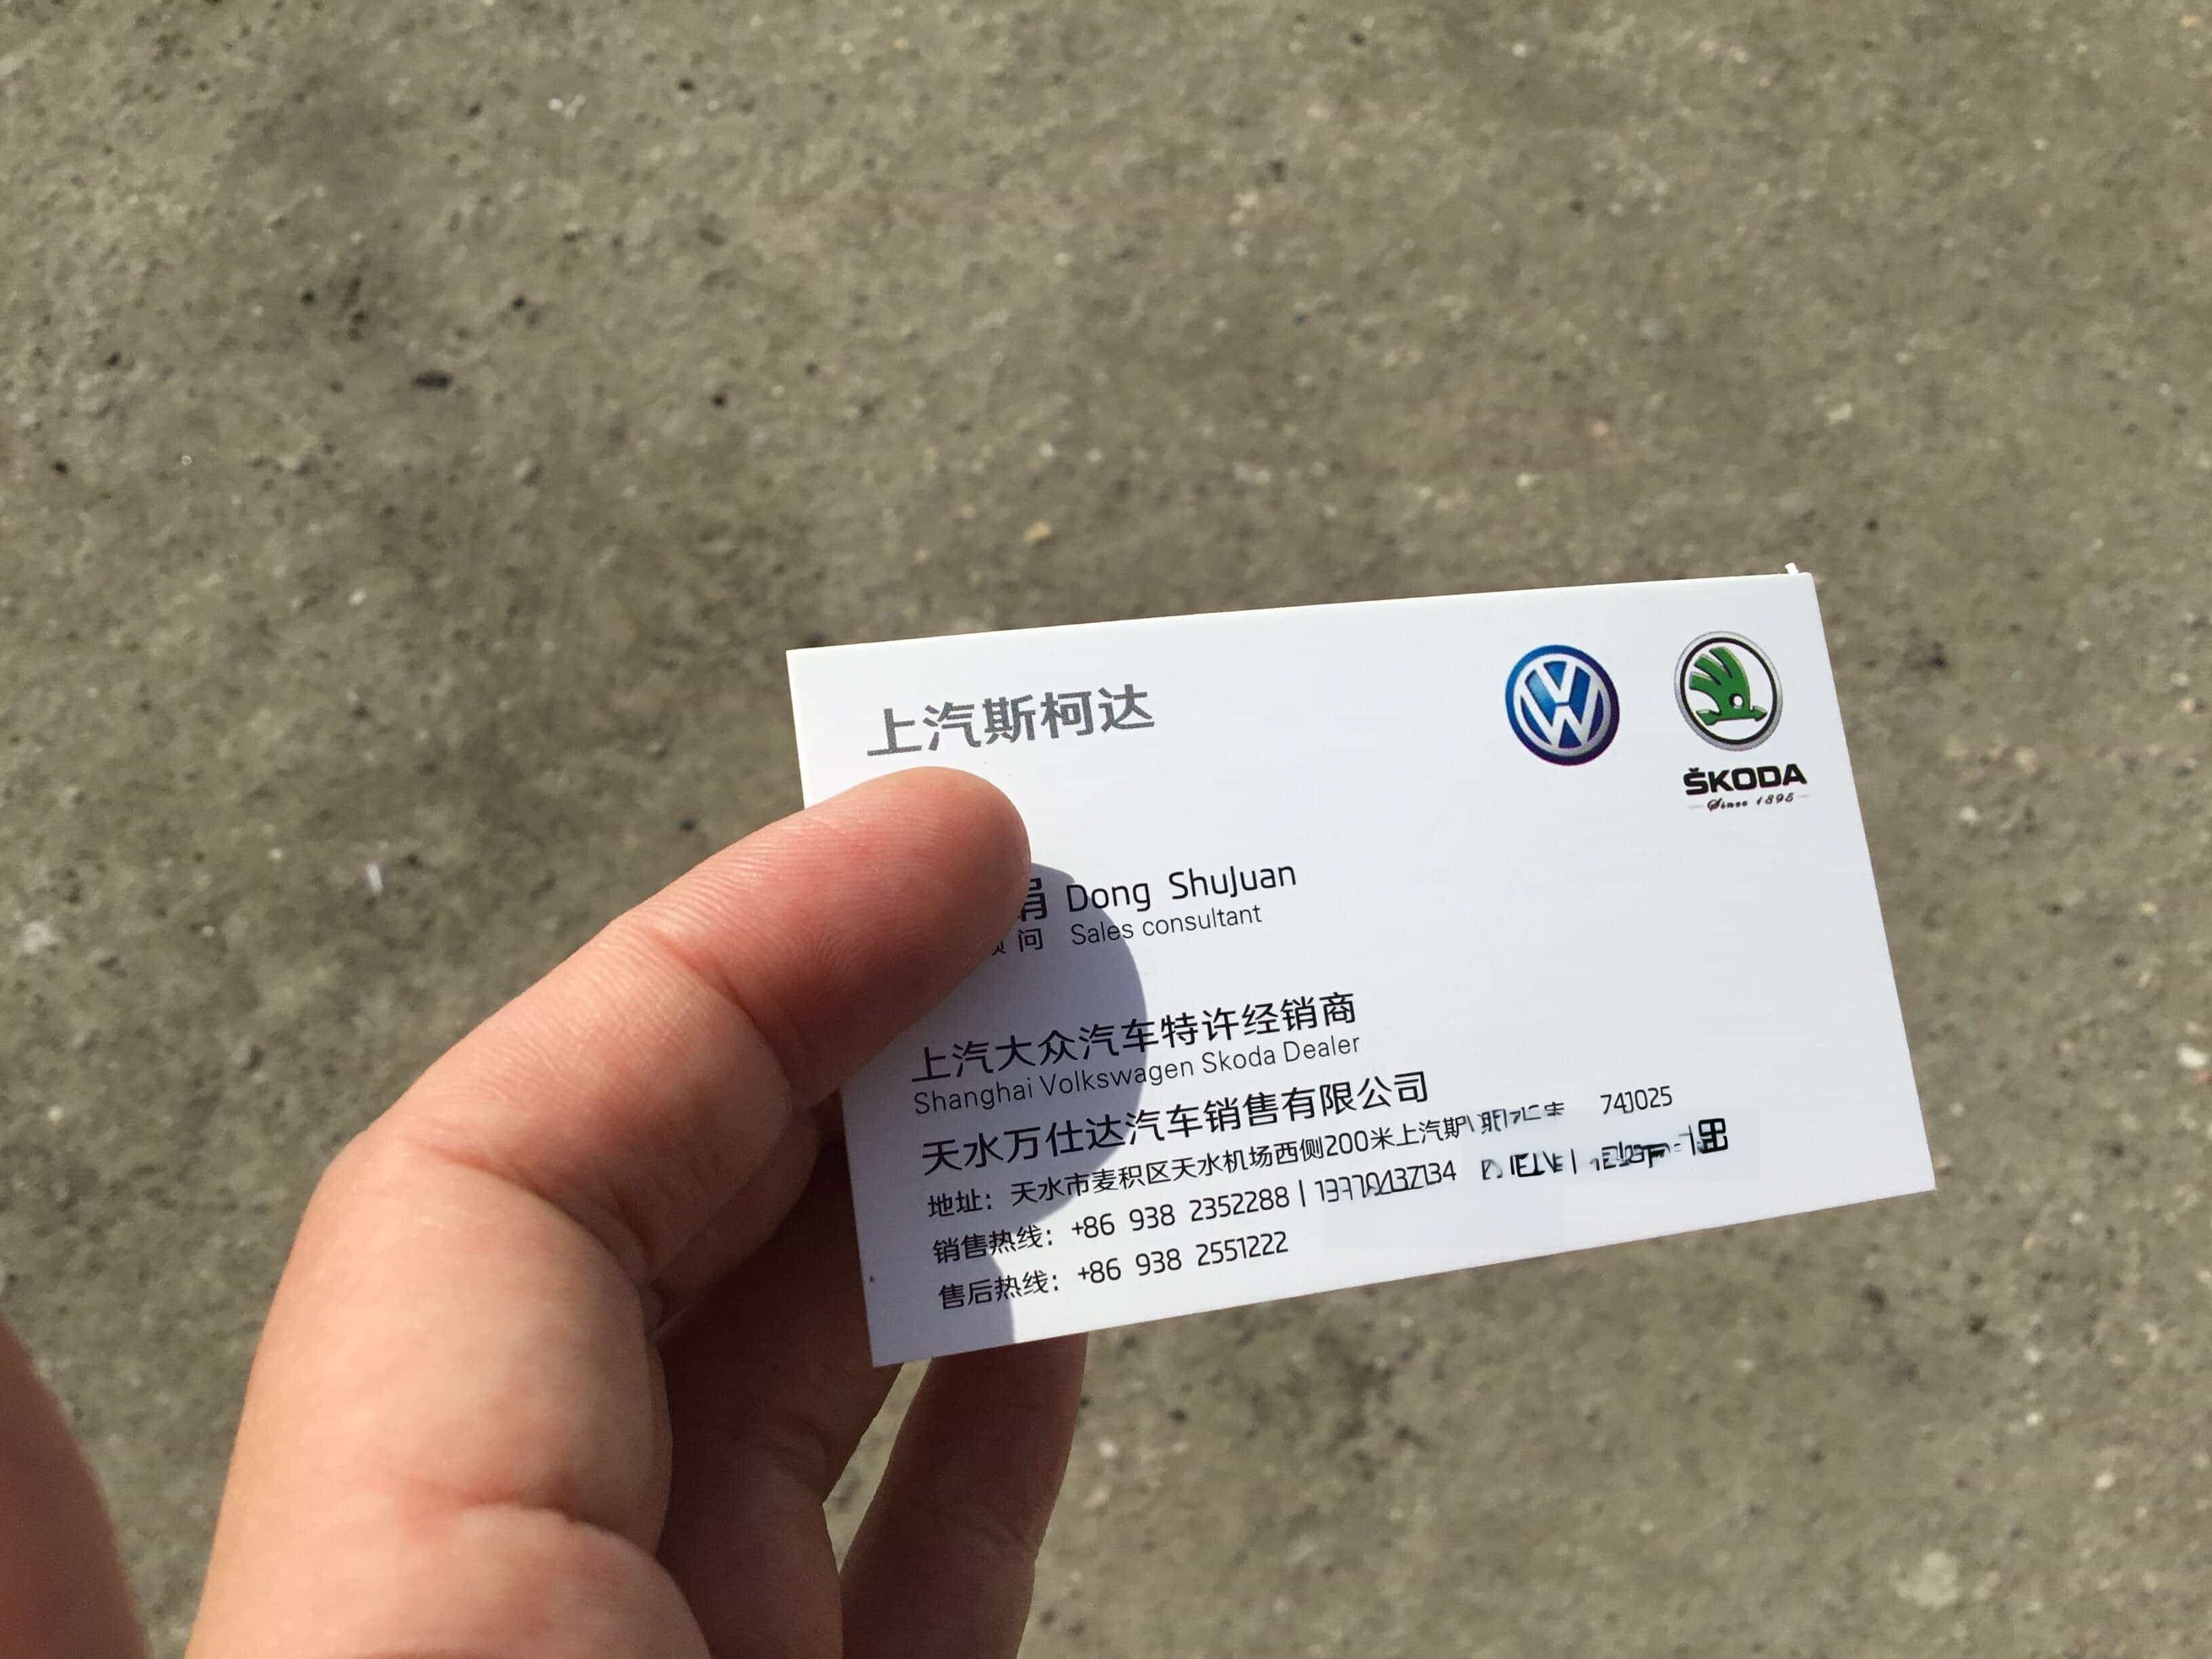 上汽斯柯达
ŠKODA
Since 1895
Dong ShuJuan
问 Sales consultant
上汽大众汽车特许经销商
Shanghai Volkswagen Skoda Dealer
天水万仕达汽车销售有限公司
地址：天水市麦积区天水机场西侧200米上汽斯 741025
销售热线：+86 938 2352288 |
售后热线：+86 938 2551222